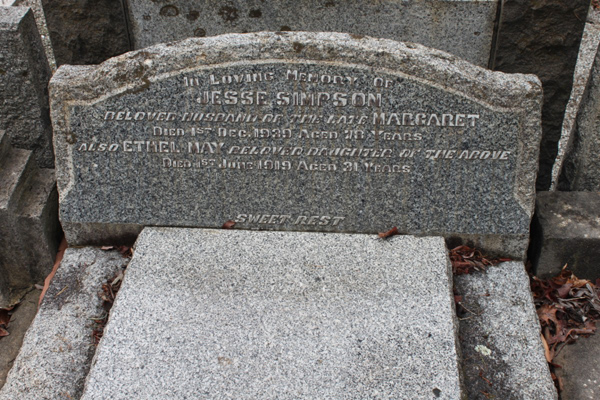 In Loving Memory of
JESSE SIMPSON
BELOVED HUSBAND OF THE LATE MARGARET
Died 1st Dec. 1939 Aged Years
ALSO ETHEL MAY BELOVED DAUGHTER OF THE ABOVE
Died 1st June 1919 Aged 31 Years
SWEET REST